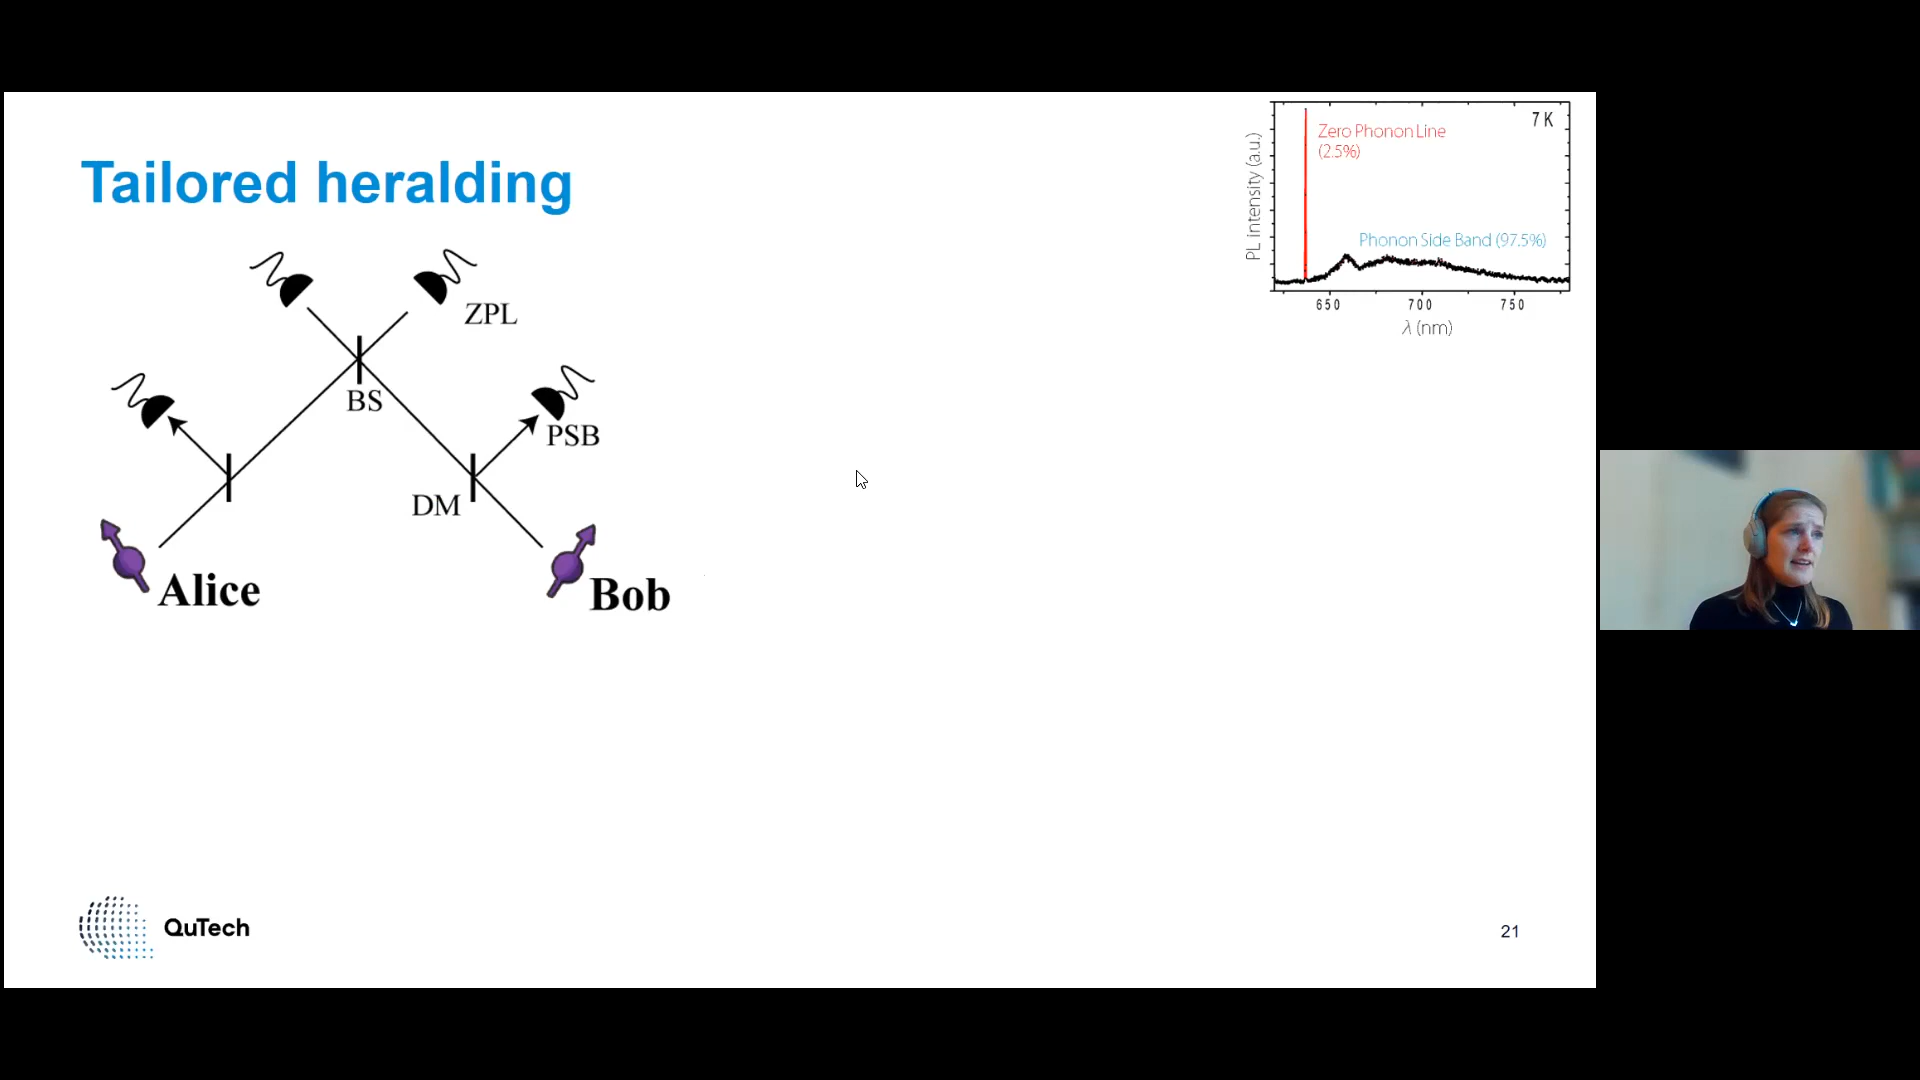 Tailored heralding
ZPL
BS
PSB
DM
Alice
Bob
7 K
Zero Phonon Line
(2.5%)
Phonon Side Band (97.5%)
PL intensity (a.u.)
650 700 750
λ (nm)
QuTech
21